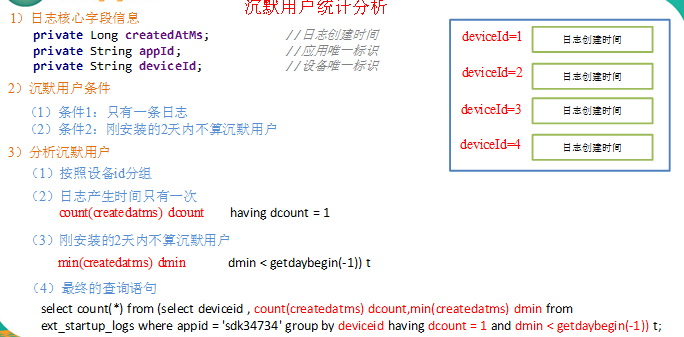 沉默用户统计分析
1）日志核心字段信息
private Long createdAtMs; //日志创建时间
private String appId; //应用唯一标识
private String deviceId; //设备唯一标识
2）沉默用户条件
（1）条件1：只有一条日志
（2）条件2：刚安装的2天内不算沉默用户
3）分析沉默用户
（1）按照设备id分组
（2）日志产生时间只有一次
count(createdatms) dcount having dcount = 1
（3）刚安装的2天内不算沉默用户
min(createdatms) dmin dmin < getdaybegin(-1)) t
（4）最终的查询语句
select count(*) from (select deviceid , count(createdatms) dcount,min(createdatms) dmin from
ext_startup_logs where appid = 'sdk34734' group by deviceid having dcount = 1 and dmin < getdaybegin(-1)) t;
deviceId=1 日志创建时间
deviceId=2 日志创建时间
deviceId=3 日志创建时间
deviceId=4 日志创建时间